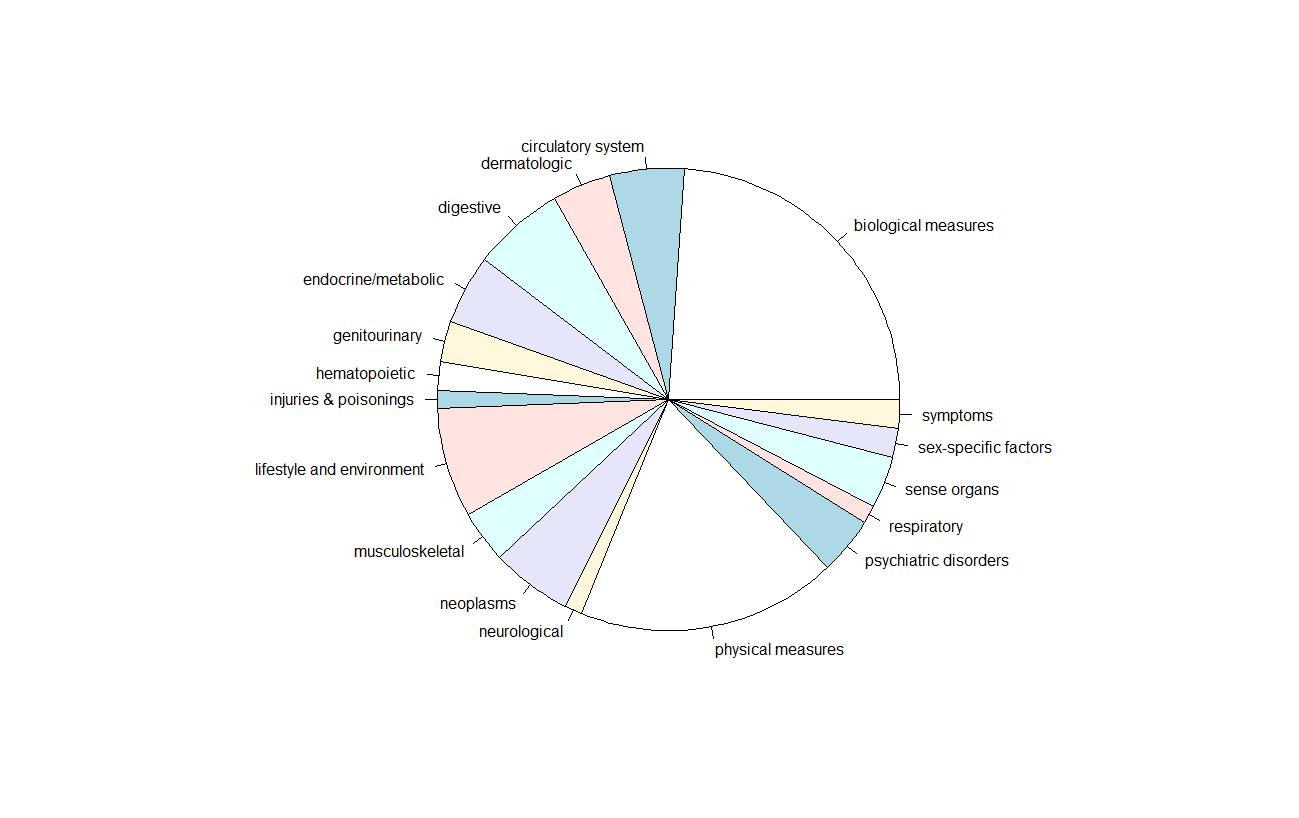 circulatory system
dermatologic
digestive
biological measures
endocrine/metabolic
genitourinary
hematopoietic
injuries & poisonings
symptoms
sex-specific factors
lifestyle and environment
sense organs
respiratory
musculoskeletal
psychiatric disorders
neoplasms
neurological
physical measures